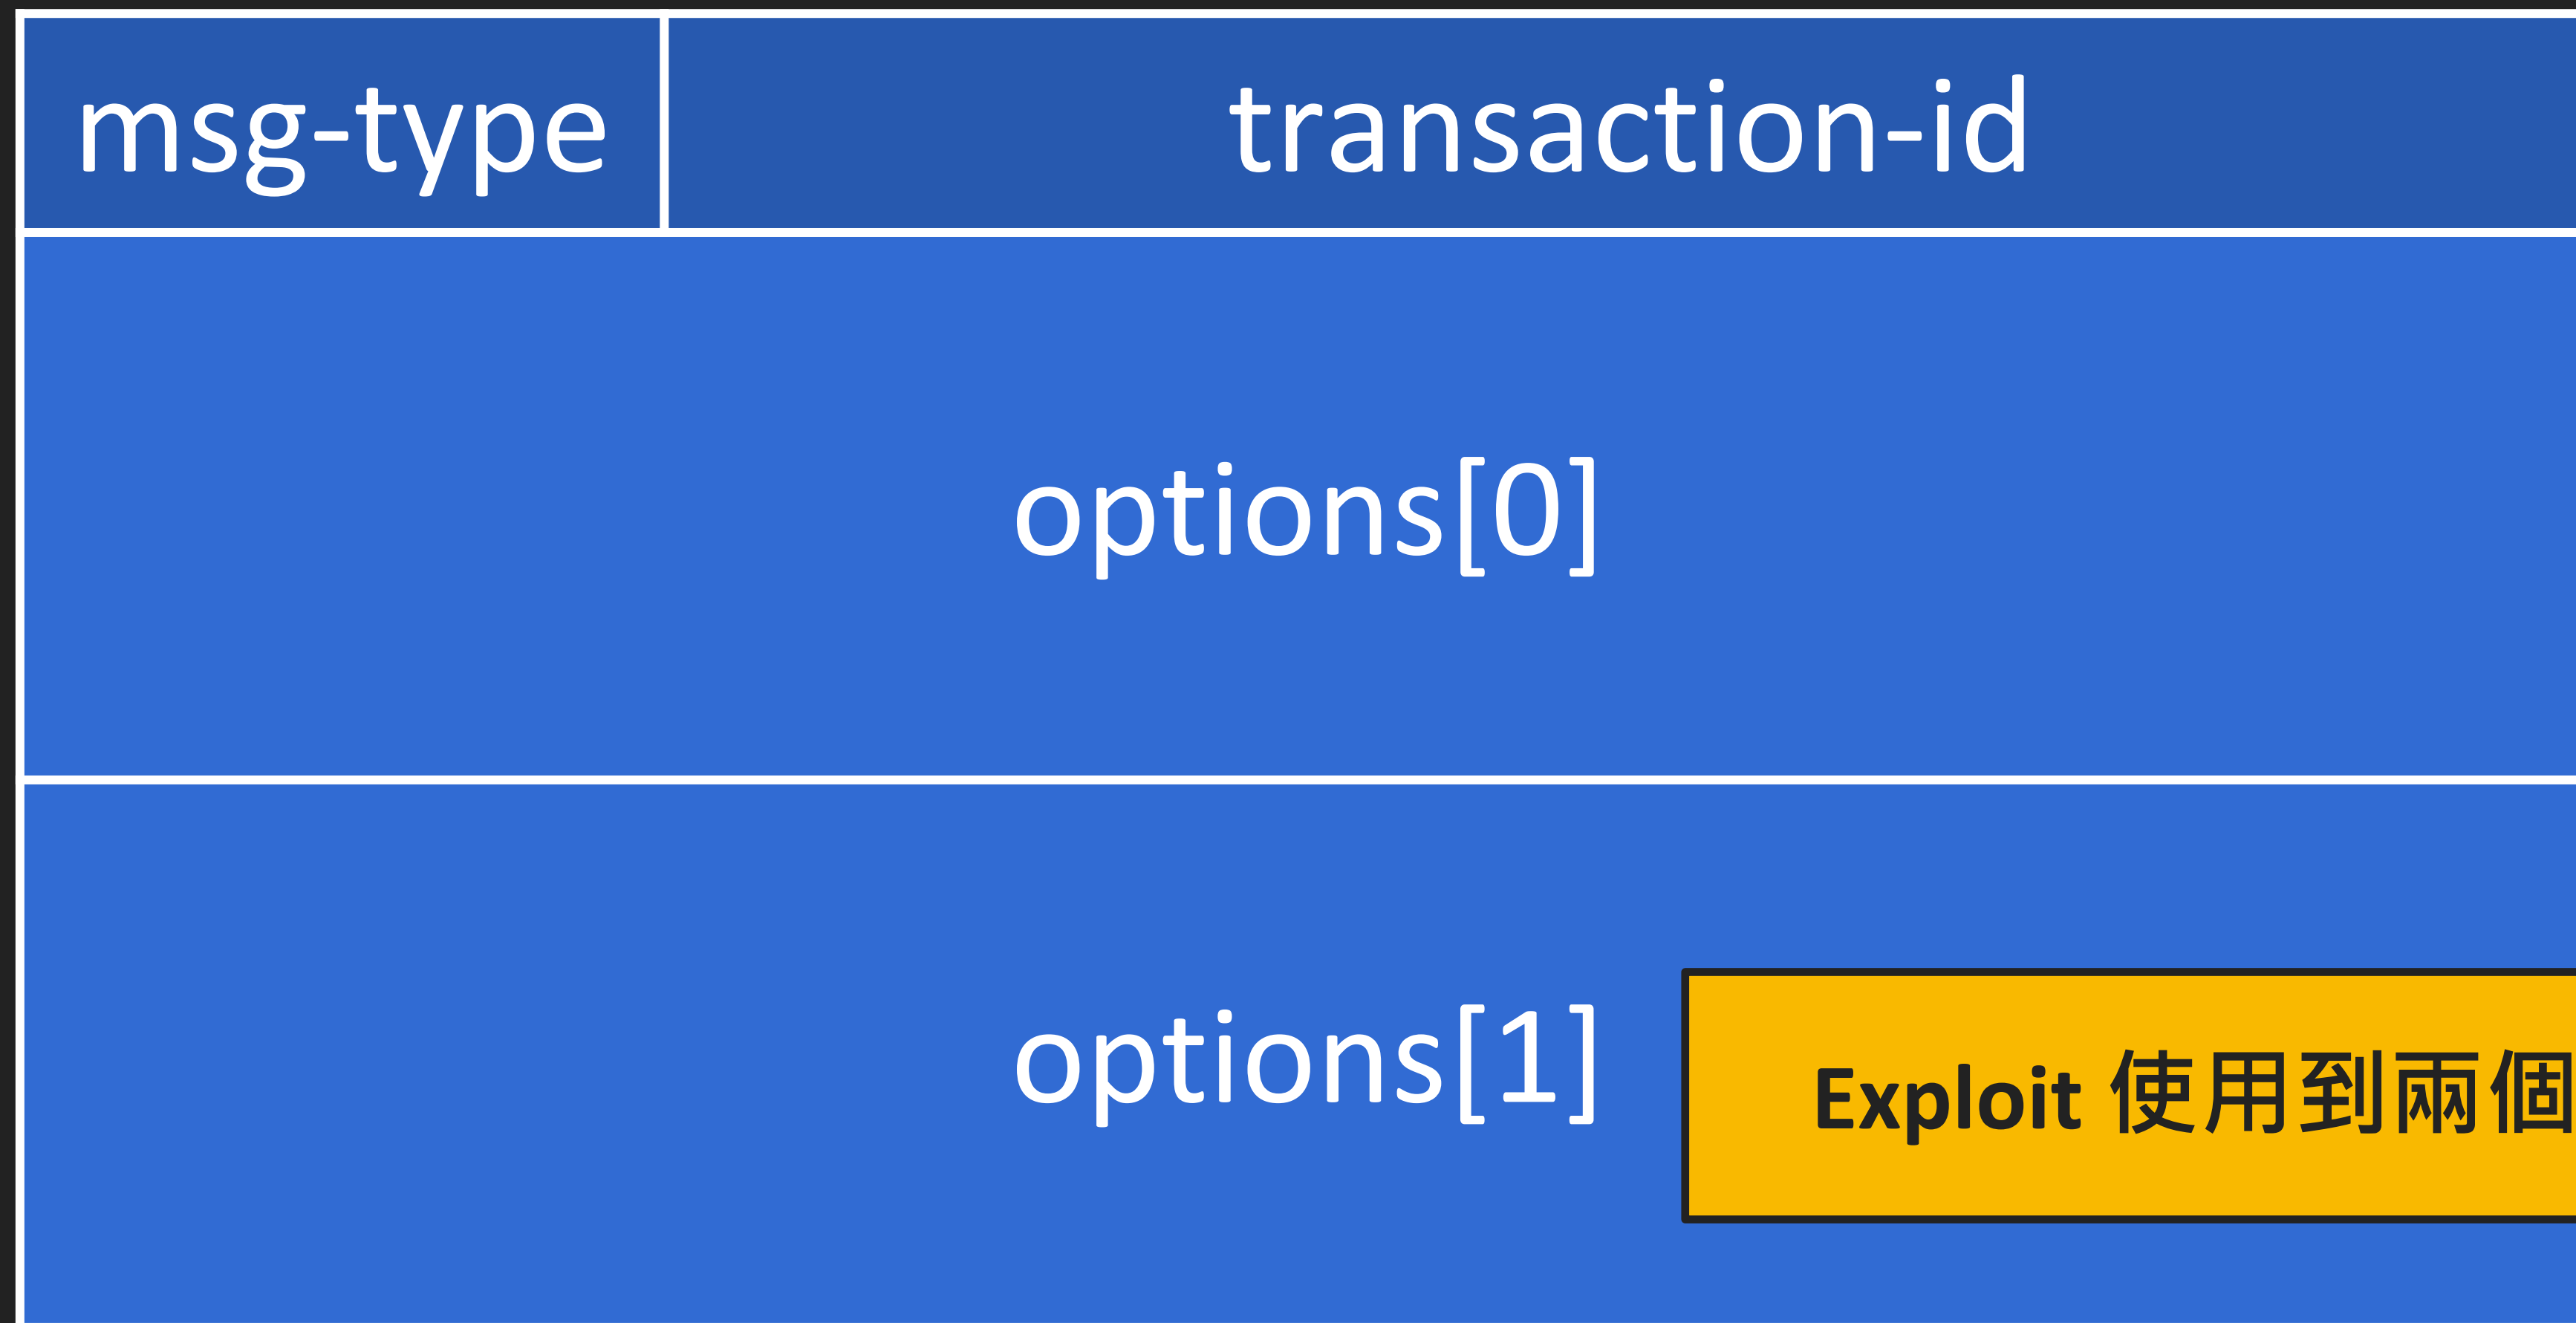 msg-type
transaction-id
options[0]
options[1]
Exploit 使用到兩個